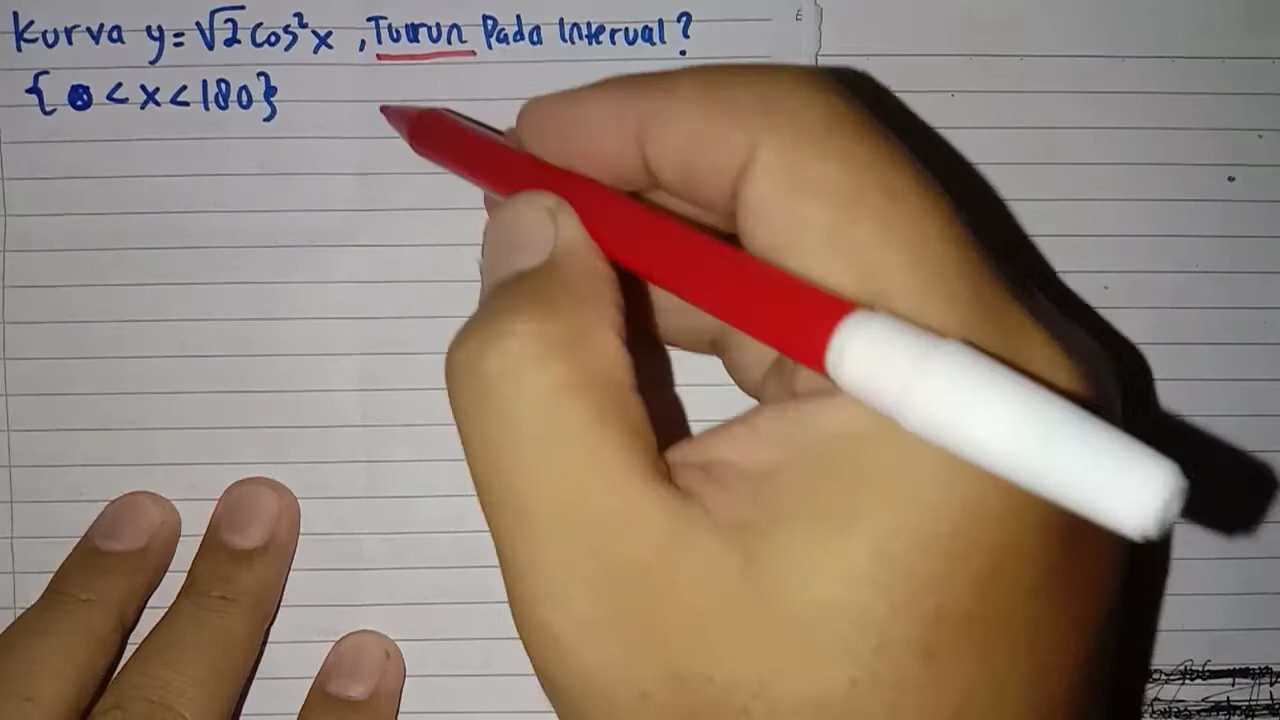 Kurva y = √2 cos²x , Turun Pada Interval?
{ 0 < x < 180}